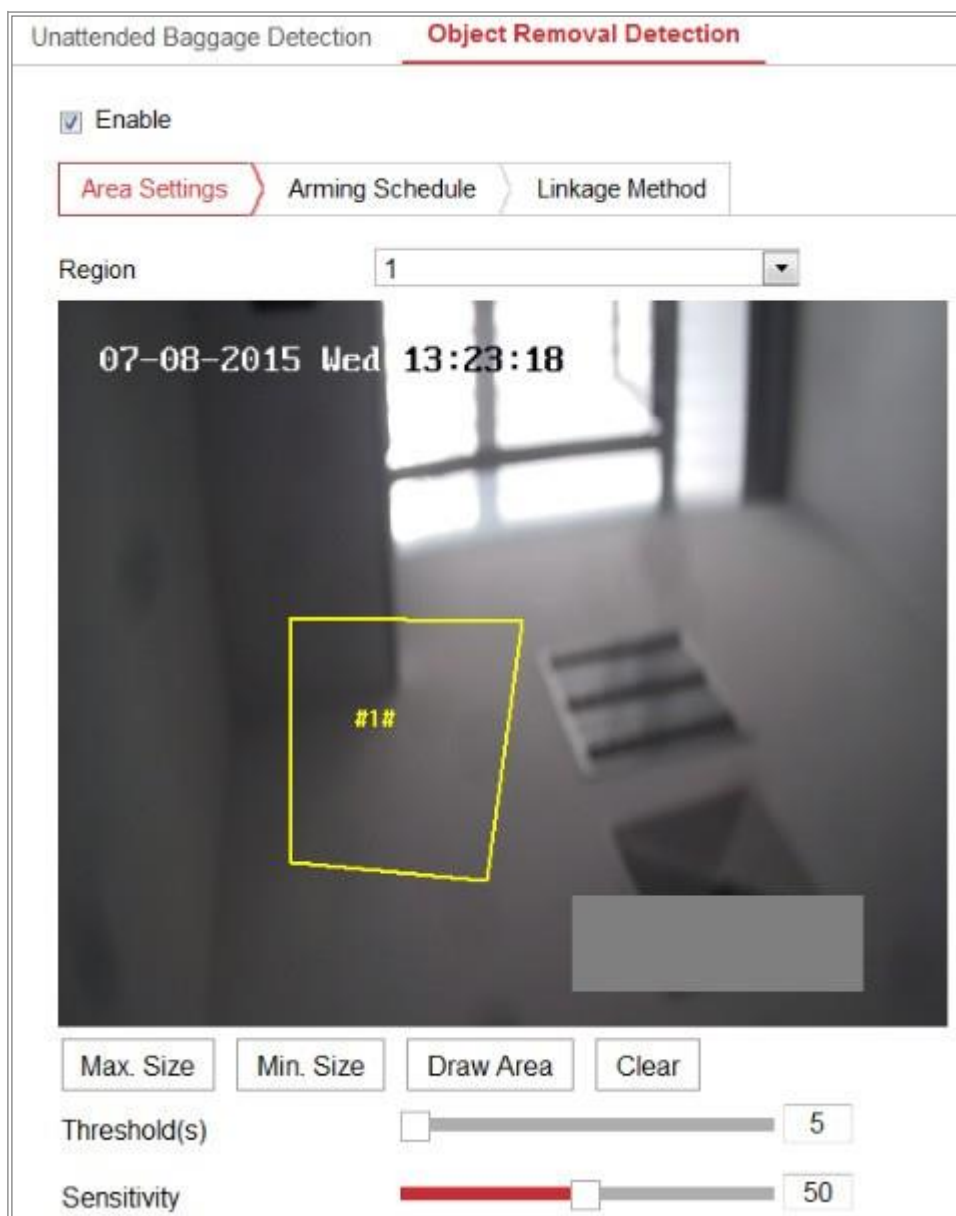 Unattended Baggage Detection Object Removal Detection
Enable
Area Settings Arming Schedule Linkage Method
Region 1
07-08-2015 Wed 13:23:18
#1#
Max. Size Min. Size Draw Area Clear
Threshold(s) 5
Sensitivity 50